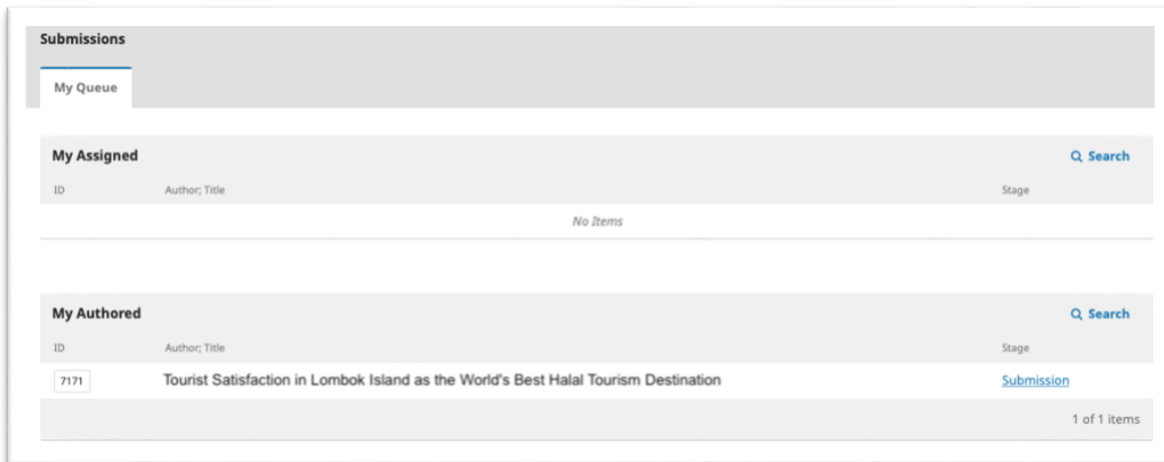 Submissions
My Queue
My Assigned
Search
ID Author; Title Stage
No Items
My Authored
Search
ID Author; Title Stage
7171 Tourist Satisfaction in Lombok Island as the World's Best Halal Tourism Destination Submission
1 of 1 items